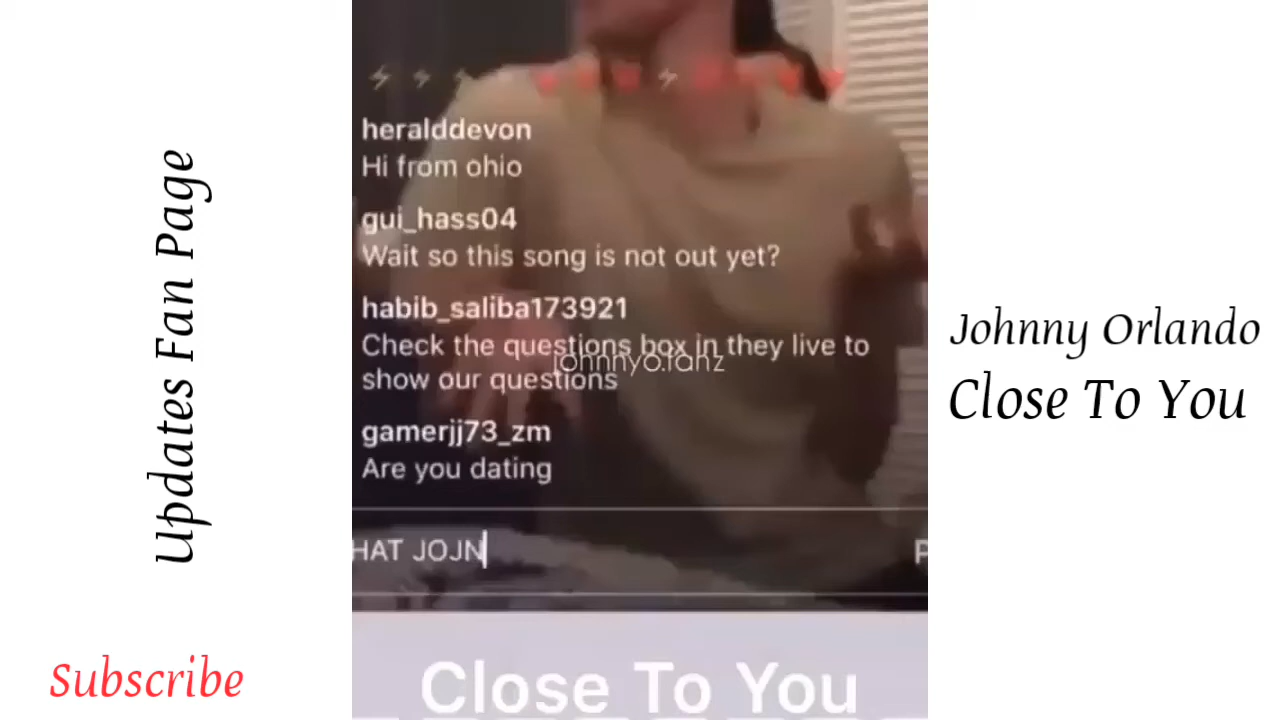 Updates Fan Page
Subscribe
heralddevon
Hi from ohio
gui_hass04
Wait so this song is not out yet?
habib_saliba173921
Check the questions box in they live to
show our questions
johnnyo.fanz
gamerjj73_zm
Are you dating
HAT JOJN
P
Close To You
Johnny Orlando
Close To You